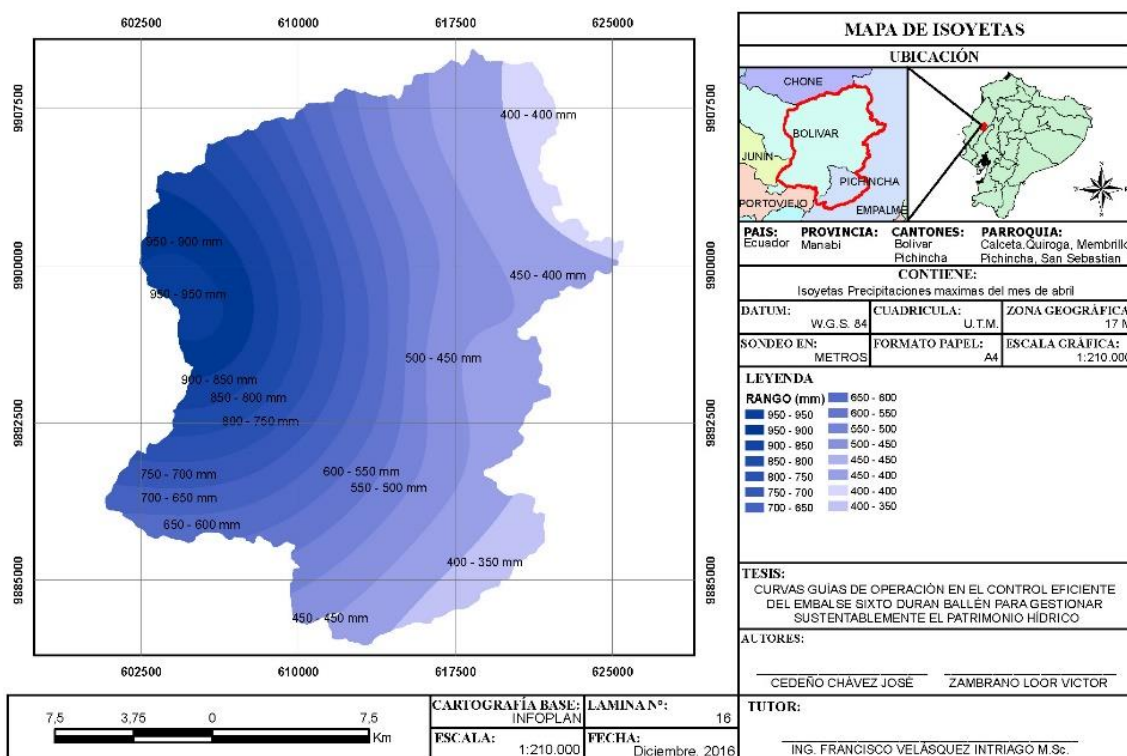 602500 610000 617500 625000
9907500
9900000
9892500
9885000
9907500
9900000
9892500
9885000
602500 610000 617500 625000
400 - 400 mm
950 - 900 mm
450 - 400 mm
950 - 950 mm
500 - 450 mm
900 - 850 mm
850 - 800 mm
800 - 750 mm
750 - 700 mm
600 - 550 mm
700 - 650 mm
550 - 500 mm
650 - 600 mm
400 - 350 mm
450 - 450 mm
MAPA DE ISOYETAS
UBICACIÓN
CHONE
BOLIVAR
JUNÍN
PICHINCHA
PORTOVIEJO
EMPALME
PAIS: PROVINCIA: CANTONES: PARROQUIA:
Ecuador Manabi Bolivar Calceta,Quiroga, Membrillo
Pichincha Pichincha, San Sebastian
CONTIENE:
Isoyetas Precipitaciones maximas del mes de abril
DATUM: CUADRICULA: ZONA GEOGRÁFICA
W.G.S. 84 U.T.M. 17 M
SONDEO EN: FORMATO PAPEL: ESCALA GRÁFICA:
METROS A4 1:210.000
LEYENDA
RANGO (mm)
950 - 950
950 - 900
900 - 850
850 - 800
800 - 750
750 - 700
700 - 650
650 - 600
600 - 550
550 - 500
500 - 450
450 - 450
450 - 400
400 - 400
400 - 350
TESIS:
CURVAS GUÍAS DE OPERACIÓN EN EL CONTROL EFICIENTE
DEL EMBALSE SIXTO DURAN BALLÉN PARA GESTIONAR
SUSTENTABLEMENTE EL PATRIMONIO HÍDRICO
AUTORES:
CEDEÑO CHÁVEZ JOSÉ ZAMBRANO LOOR VICTOR
TUTOR:
ING. FRANCISCO VELÁSQUEZ INTRIAGO M.Sc.
7,5 3,75 0 7,5
Km
CARTOGRAFÍA BASE: LAMINA N°:
INFOPLAN 16
ESCALA: FECHA:
1:210.000 Diciembre, 2016